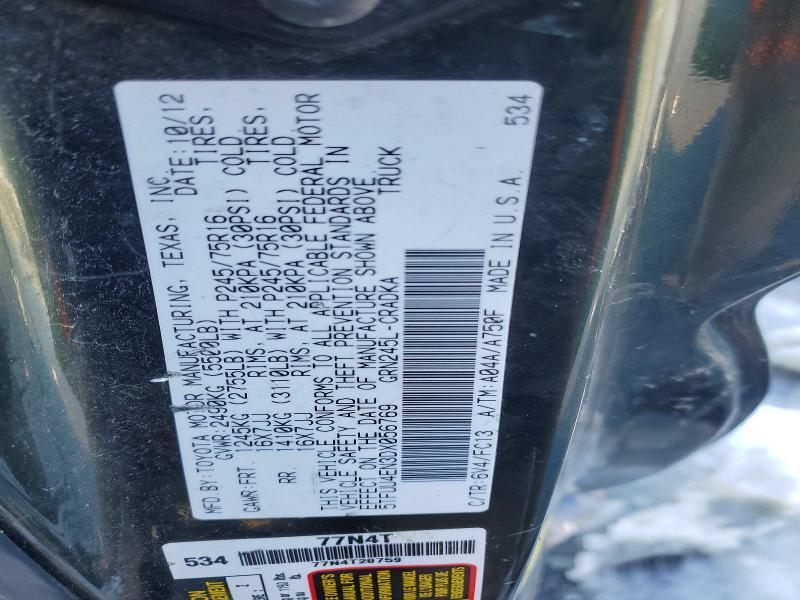 MFD.BY:TOYOTA MOTOR MANUFACTURING, TEXAS, INC.
GVWR:2490KG (5500LB) DATE:10/12
GAWR:FRT. 1245KG (2755LB) WITH P245/75R16 TIRES,
16X7JJ RIMS, AT 210KPA (30PSI) COLD
RR. 1410KG (3110LB) WITH P245/75R16 TIRES,
16X7JJ RIMS, AT 210KPA (30PSI) COLD
THIS VEHICLE CONFORMS TO ALL APPLICABLE FEDERAL MOTOR
VEHICLE SAFETY AND THEFT PREVENTION STANDARDS IN
EFFECT ON THE DATE OF MANUFACTURE SHOWN ABOVE.
5TFLU4EN3DX066769 GRN245L-CRADKA TRUCK
C/TR:6V4/FC13 A/TM:A04A/A750F MADE IN U.S.A. 534
534 77N4T
77N4T20759